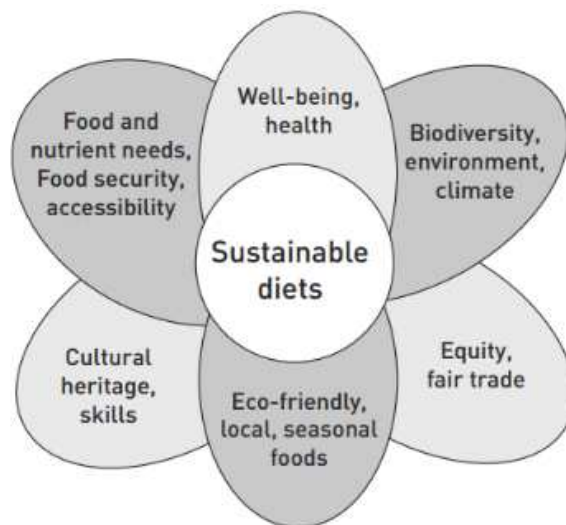 Well-being,
health
Food and
nutrient needs,
Food security,
accessibility
Biodiversity,
environment,
climate
Sustainable
diets
Cultural
heritage,
skills
Eco-friendly,
local, seasonal
foods
Equity,
fair trade